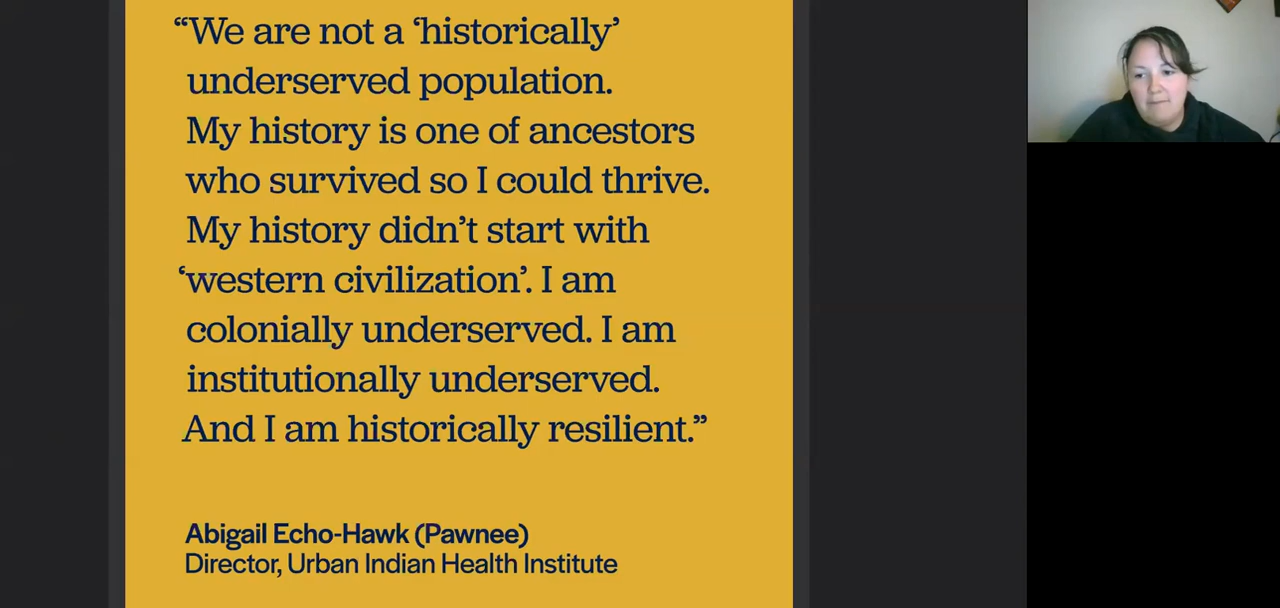 “We are not a ‘historically’
underserved population.
My history is one of ancestors
who survived so I could thrive.
My history didn’t start with
‘western civilization’. I am
colonially underserved. I am
institutionally underserved.
And I am historically resilient.”
Abigail Echo-Hawk (Pawnee)
Director, Urban Indian Health Institute